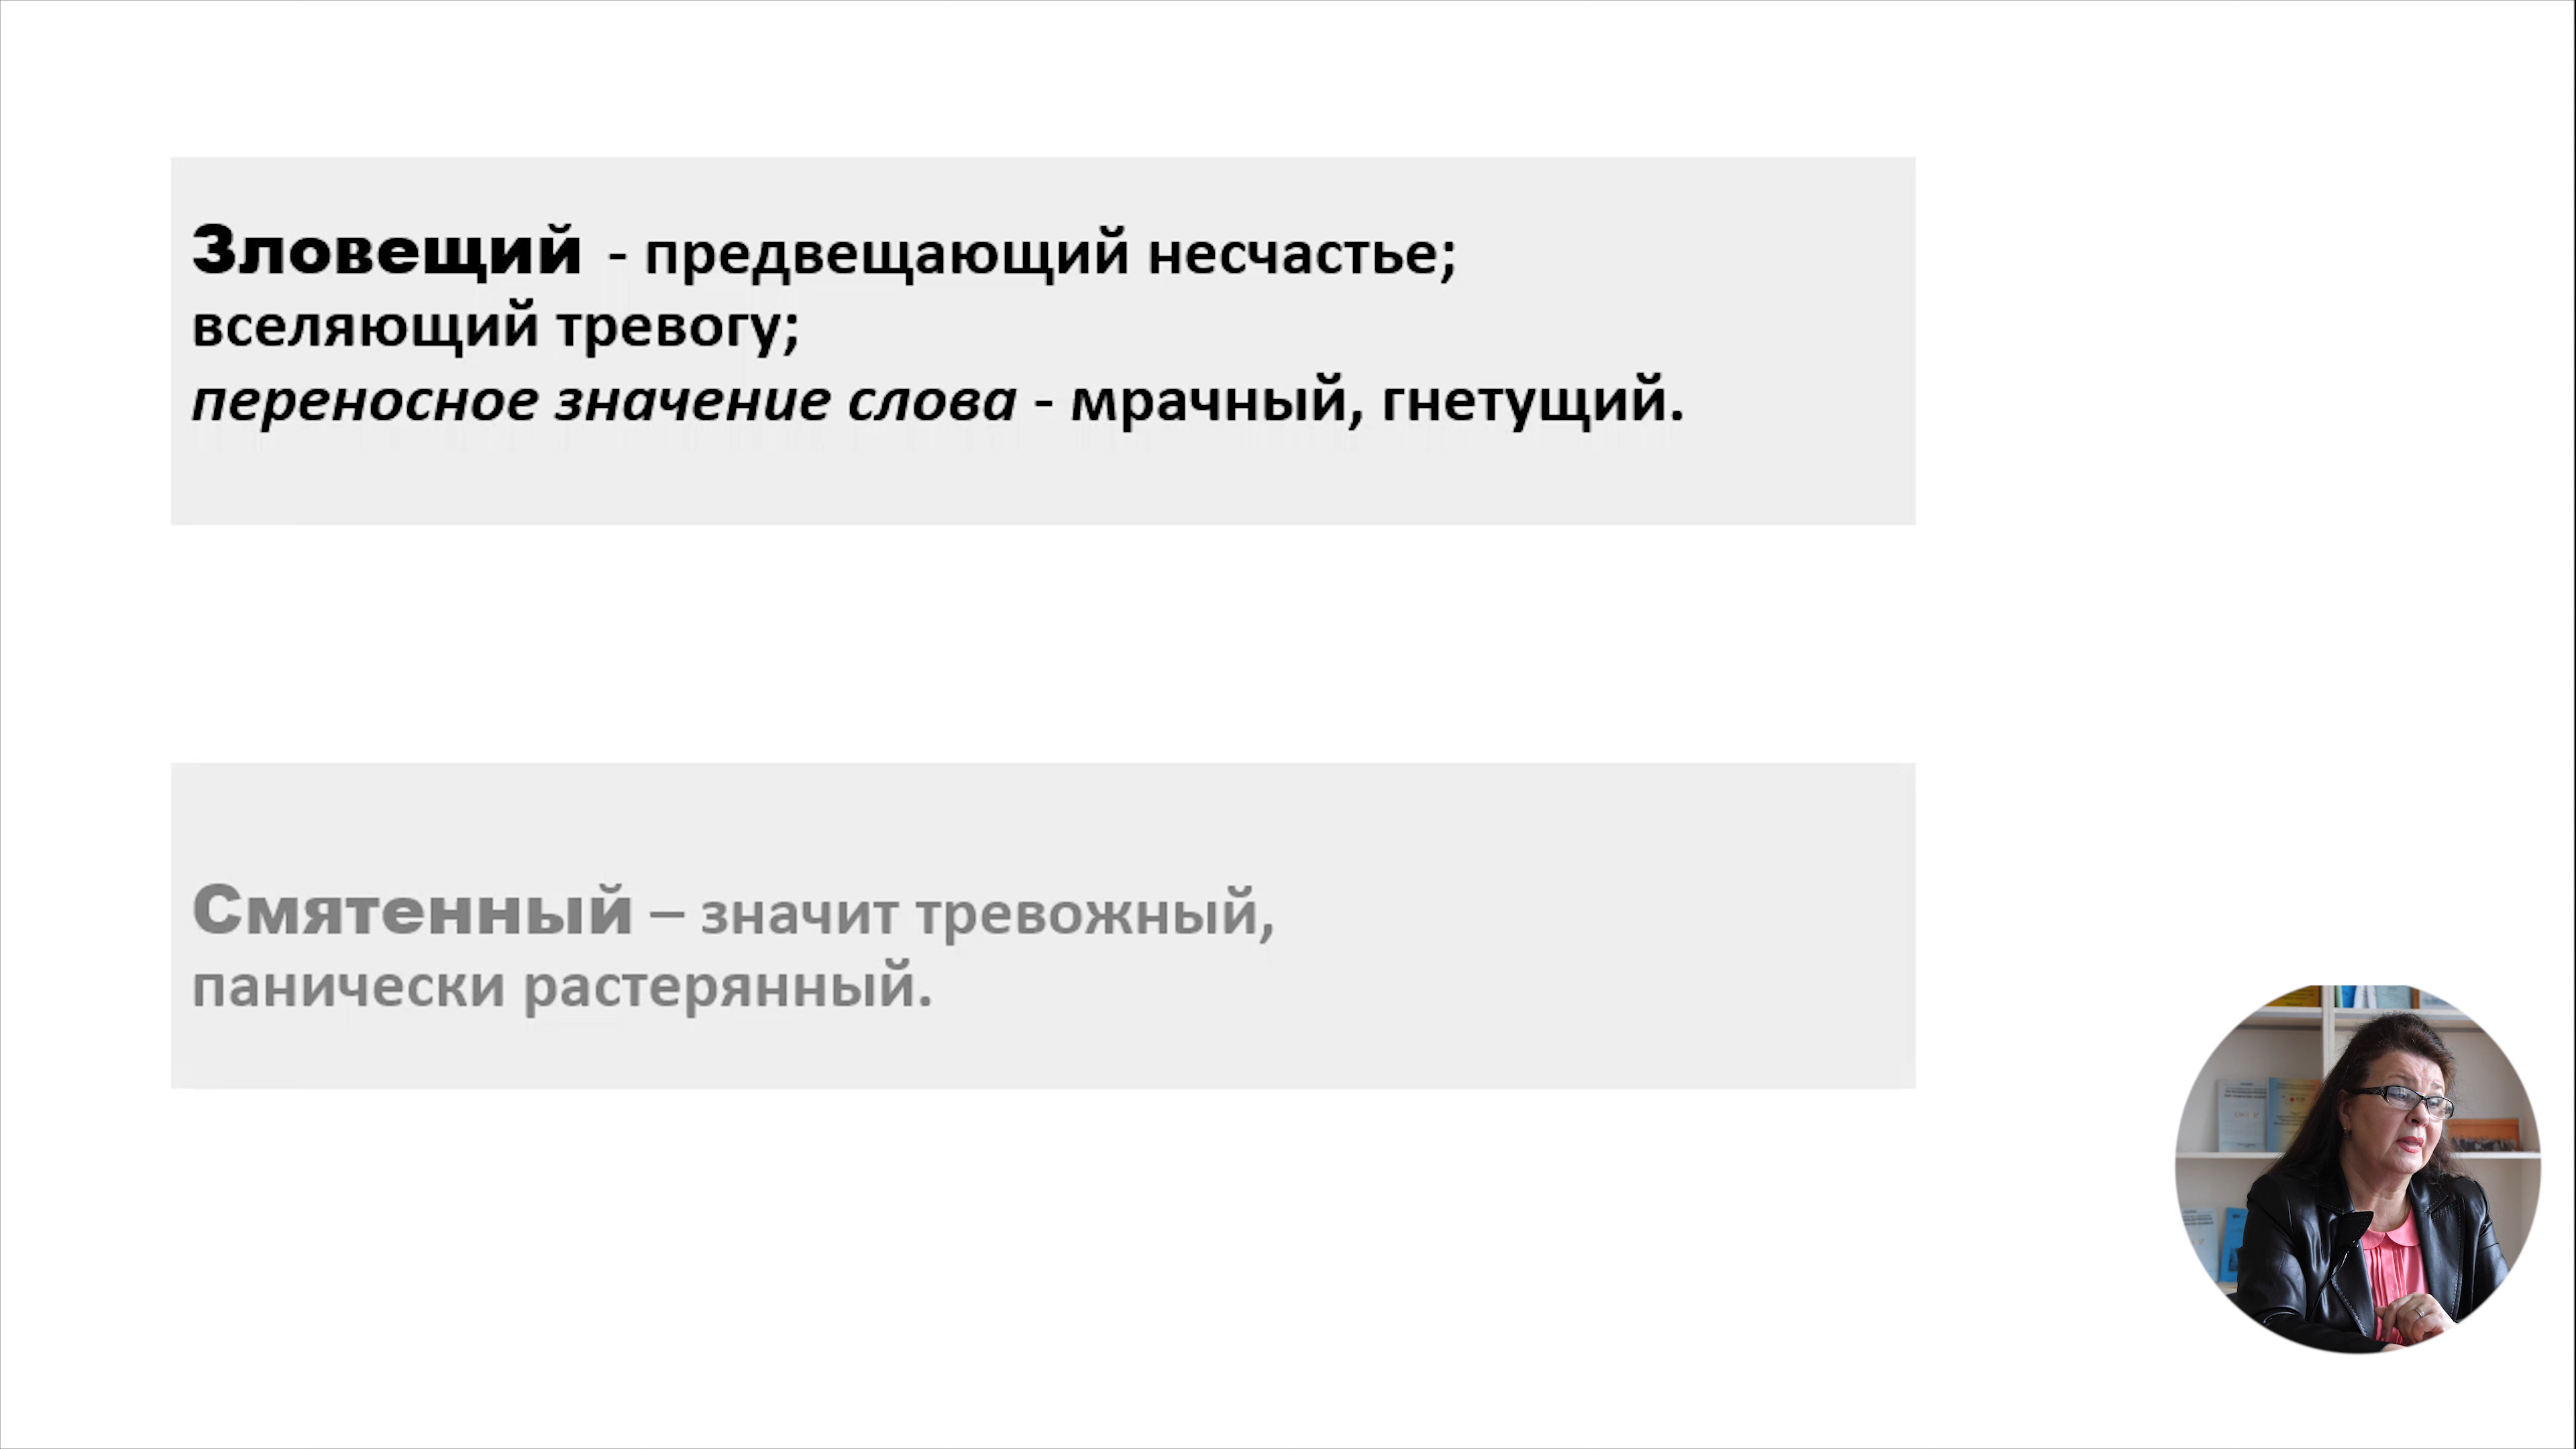 Зловещий - предвещающий несчастье;
вселяющий тревогу;
переносное значение слова - мрачный, гнетущий.
Смятенный – значит тревожный,
панически растерянный.